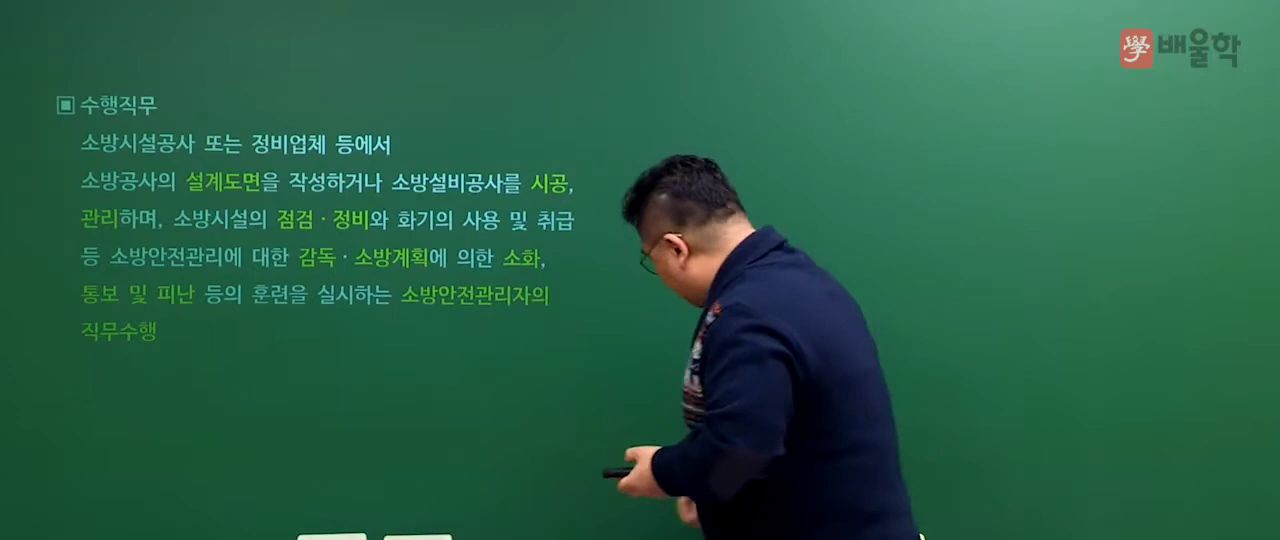 學 배울학
▣ 수행직무
소방시설공사 또는 정비업체 등에서
소방공사의 설계도면을 작성하거나 소방설비공사를 시공,
관리하며, 소방시설의 점검·정비와 화기의 사용 및 취급
등 소방안전관리에 대한 감독·소방계획에 의한 소화,
통보 및 피난 등의 훈련을 실시하는 소방안전관리자의
직무수행